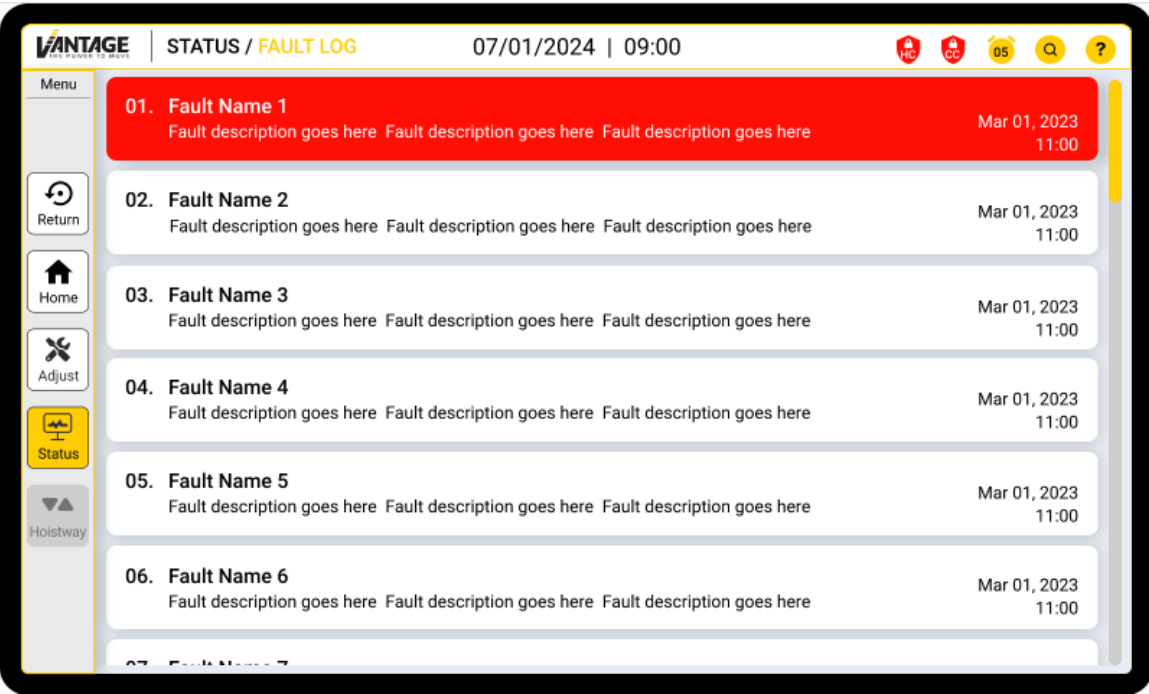 VANTAGE
THE POWER TO MOVE
STATUS / FAULT LOG
07/01/2024 | 09:00
HC
CC
05
?
Menu
Return
Home
Adjust
Status
Hoistway
01. Fault Name 1
Fault description goes here Fault description goes here Fault description goes here
Mar 01, 2023
11:00
02. Fault Name 2
Fault description goes here Fault description goes here Fault description goes here
Mar 01, 2023
11:00
03. Fault Name 3
Fault description goes here Fault description goes here Fault description goes here
Mar 01, 2023
11:00
04. Fault Name 4
Fault description goes here Fault description goes here Fault description goes here
Mar 01, 2023
11:00
05. Fault Name 5
Fault description goes here Fault description goes here Fault description goes here
Mar 01, 2023
11:00
06. Fault Name 6
Fault description goes here Fault description goes here Fault description goes here
Mar 01, 2023
11:00
07. Fault Name 7